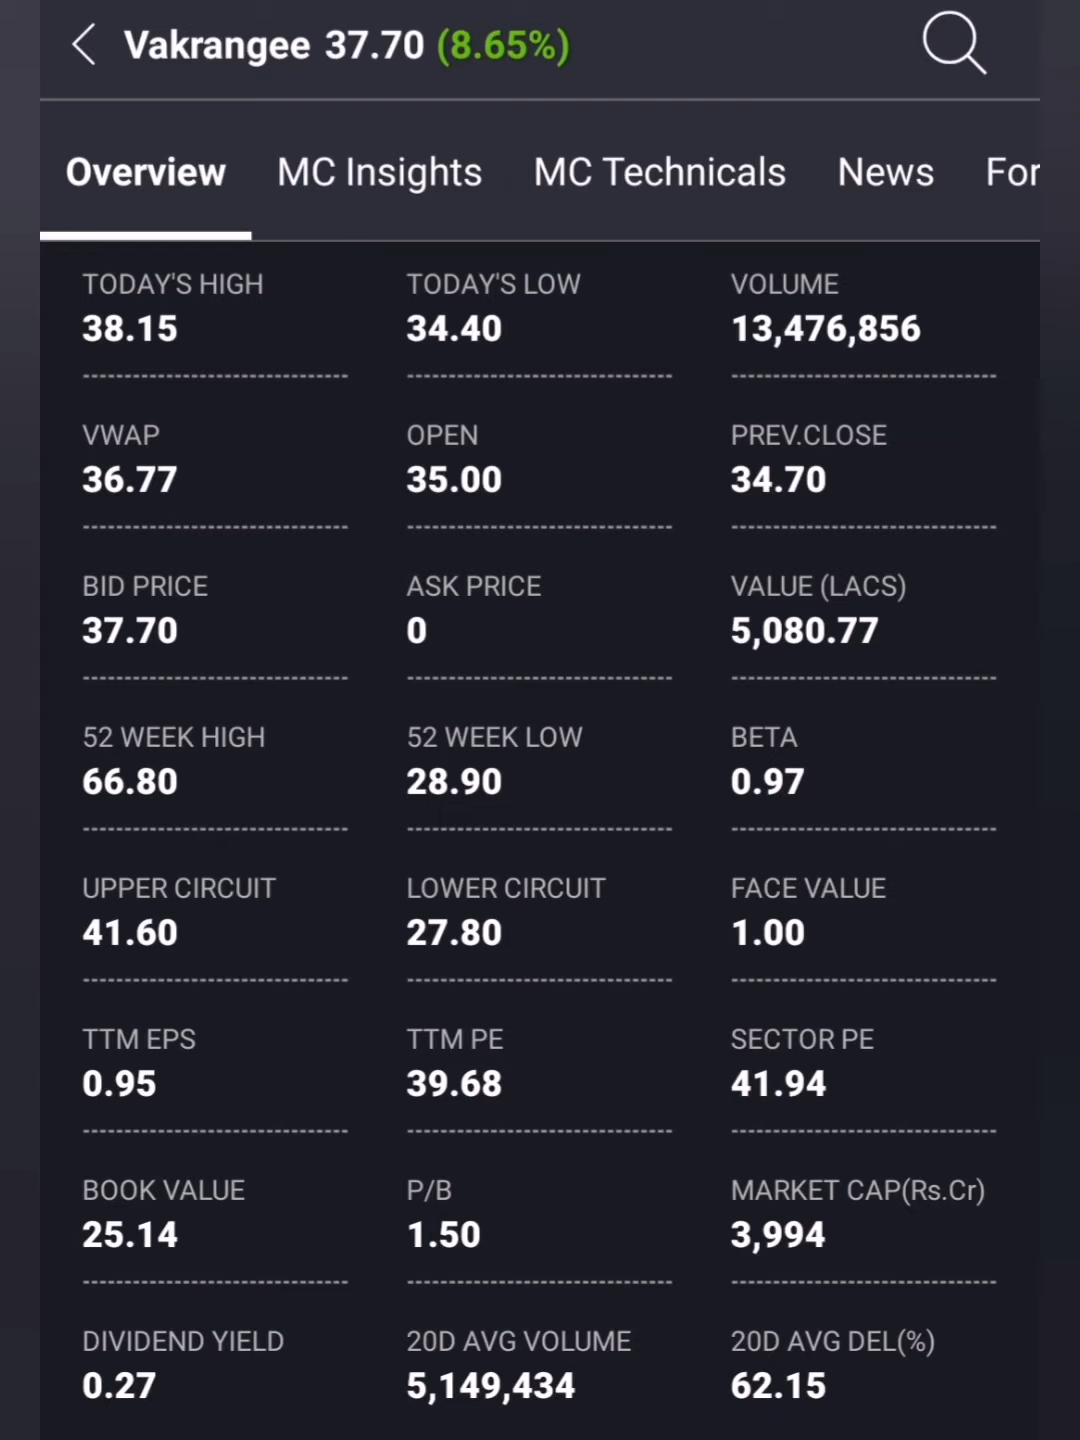 Vakrangee 37.70 (8.65%)
Overview MC Insights MC Technicals News For
TODAY'S HIGH TODAY'S LOW VOLUME
38.15 34.40 13,476,856
VWAP OPEN PREV.CLOSE
36.77 35.00 34.70
BID PRICE ASK PRICE VALUE (LACS)
37.70 0 5,080.77
52 WEEK HIGH 52 WEEK LOW BETA
66.80 28.90 0.97
UPPER CIRCUIT LOWER CIRCUIT FACE VALUE
41.60 27.80 1.00
TTM EPS TTM PE SECTOR PE
0.95 39.68 41.94
BOOK VALUE P/B MARKET CAP(Rs.Cr)
25.14 1.50 3,994
DIVIDEND YIELD 20D AVG VOLUME 20D AVG DEL(%)
0.27 5,149,434 62.15